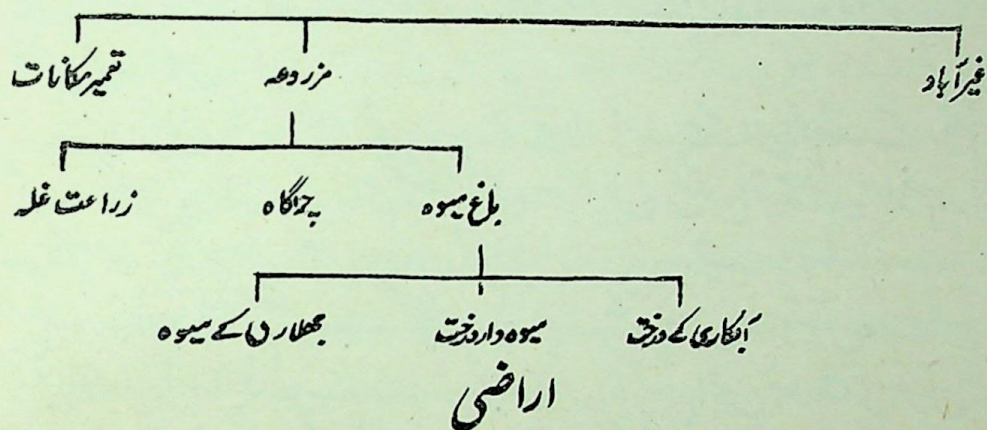 غیر آباد مزروعہ تعمیر مکانات
باغ میوہ چراگاہ زراعت غلہ
آبکاری کے درخت میوہ دار درخت جھاڑی کے میوہ
اراضی